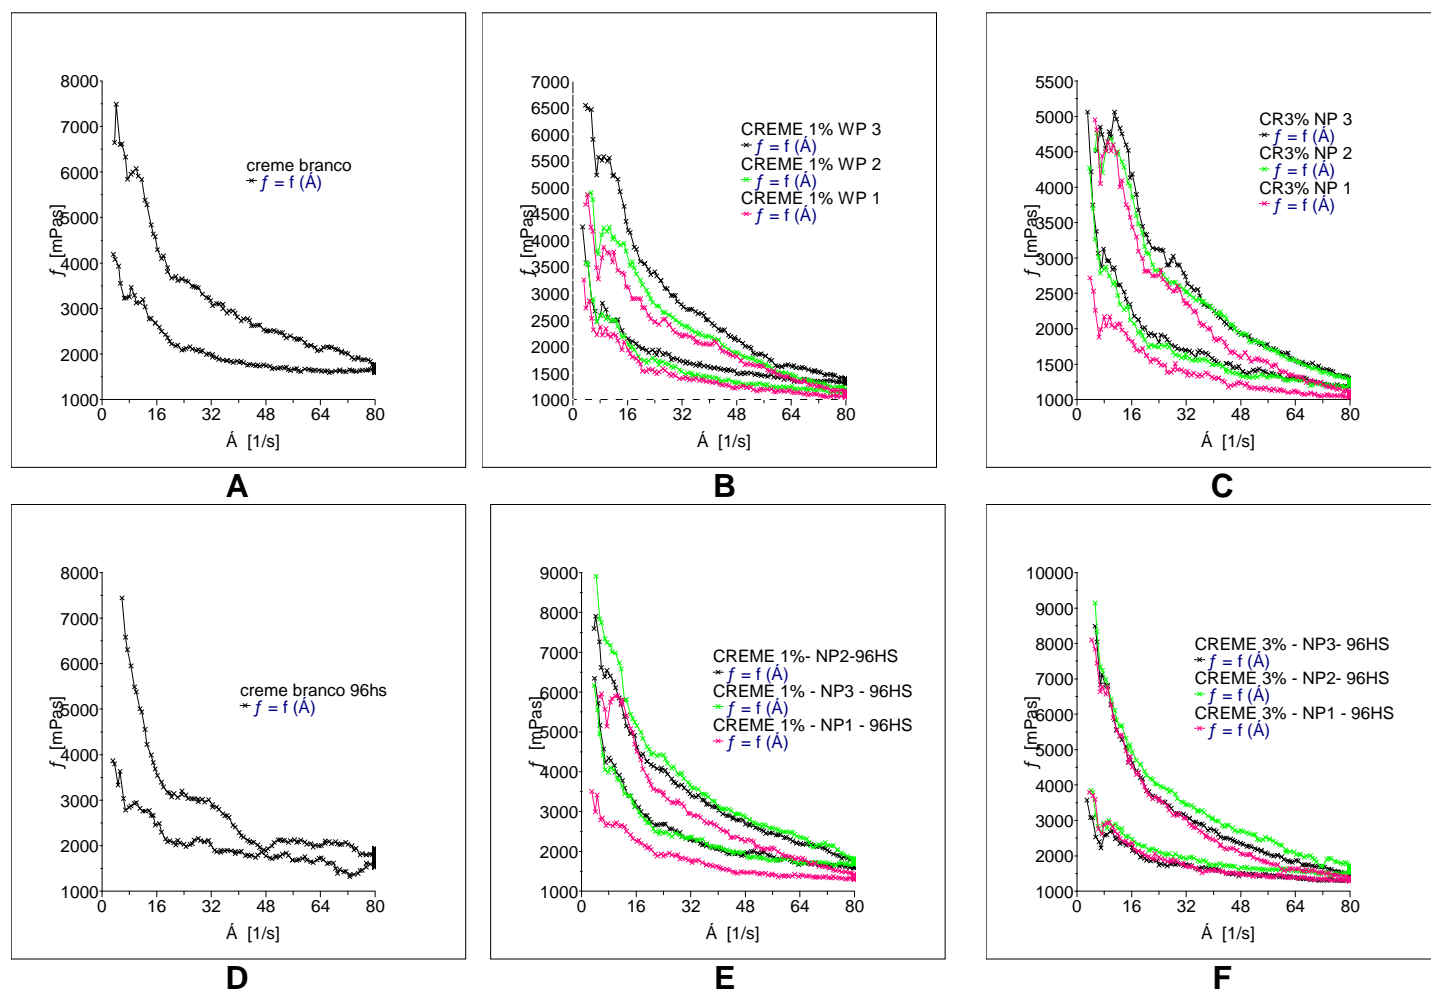 8000
7000
6000
5000
4000
3000
2000
1000
0
16
32
48
64
80
ƒ [mPas]
Á [1/s]
creme branco
ƒ = f (Á)
A
7000
6500
6000
5500
5000
4500
4000
3500
3000
2500
2000
1500
1000
0
16
32
48
64
80
ƒ [mPas]
Á [1/s]
CREME 1% WP 3
ƒ = f (Á)
CREME 1% WP 2
ƒ = f (Á)
CREME 1% WP 1
ƒ = f (Á)
B
5500
5000
4500
4000
3500
3000
2500
2000
1500
1000
0
16
32
48
64
80
ƒ [mPas]
Á [1/s]
CR3% NP 3
ƒ = f (Á)
CR3% NP 2
ƒ = f (Á)
CR3% NP 1
ƒ = f (Á)
C
8000
7000
6000
5000
4000
3000
2000
1000
0
16
32
48
64
80
ƒ [mPas]
Á [1/s]
creme branco 96hs
ƒ = f (Á)
D
9000
8000
7000
6000
5000
4000
3000
2000
1000
0
16
32
48
64
80
ƒ [mPas]
Á [1/s]
CREME 1%- NP2-96HS
ƒ = f (Á)
CREME 1% - NP3 - 96HS
ƒ = f (Á)
CREME 1% - NP1 - 96HS
ƒ = f (Á)
E
10000
9000
8000
7000
6000
5000
4000
3000
2000
1000
0
16
32
48
64
80
ƒ [mPas]
Á [1/s]
CREME 3% - NP3- 96HS
ƒ = f (Á)
CREME 3% - NP2- 96HS
ƒ = f (Á)
CREME 3% - NP1 - 96HS
ƒ = f (Á)
F